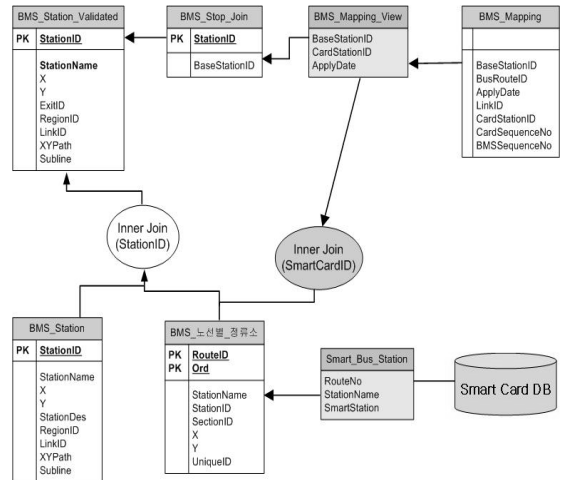 BMS_Station_Validated
PK StationID
StationName
X
Y
ExitID
RegionID
LinkID
XYPath
Subline
BMS_Stop_Join
PK StationID
BaseStationID
BMS_Mapping_View
BaseStationID
CardStationID
ApplyDate
BMS_Mapping
BaseStationID
BusRouteID
ApplyDate
LinkID
CardStationID
CardSequenceNo
BMSSequenceNo
Inner Join
(StationID)
Inner Join
(SmartCardID)
BMS_Station
PK StationID
StationName
X
Y
StationDes
RegionID
LinkID
XYPath
Subline
BMS_노선별_정류소
PK RouteID
PK Ord
StationName
StationID
SectionID
X
Y
UniqueID
Smart_Bus_Station
RouteNo
StationName
SmartStation
Smart Card DB